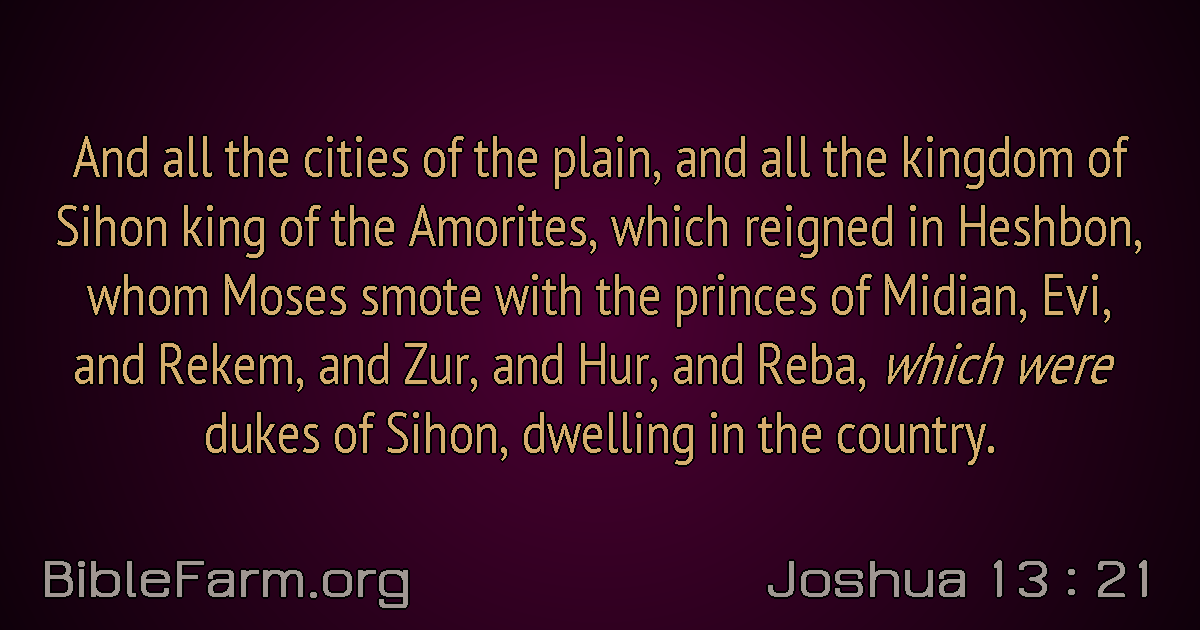 And all the cities of the plain, and all the kingdom of
Sihon king of the Amorites, which reigned in Heshbon,
whom Moses smote with the princes of Midian, Evi,
and Rekem, and Zur, and Hur, and Reba, which were
dukes of Sihon, dwelling in the country.
BibleFarm.org
Joshua 13 : 21